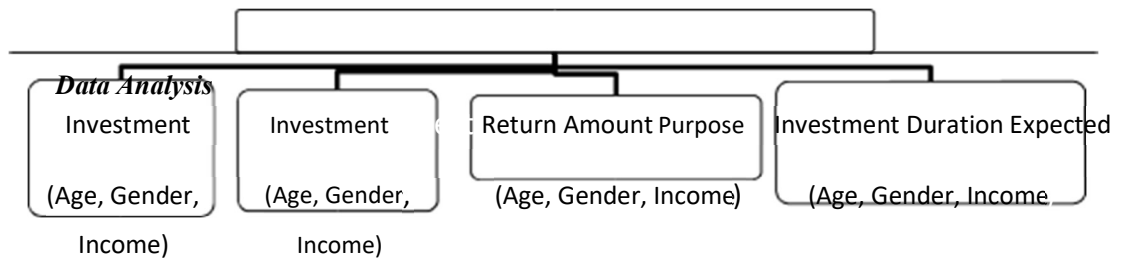 Data Analysis
Investment Investment Return Amount Purpose Investment Duration Expected
(Age, Gender, (Age, Gender, (Age, Gender, Income) (Age, Gender, Income
Income) Income)